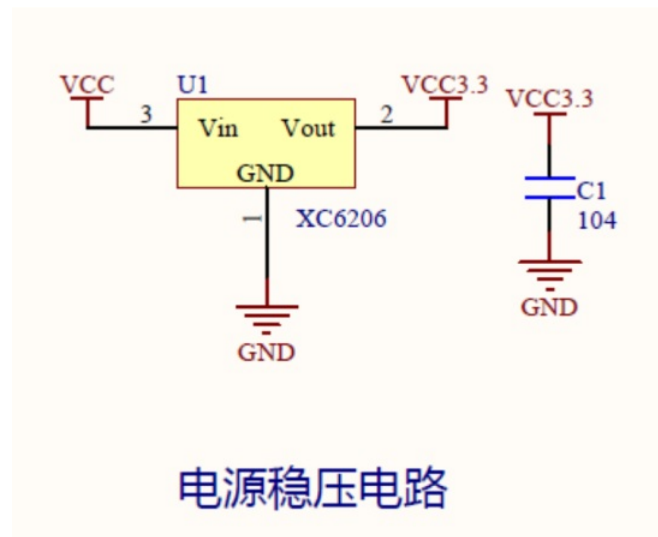 VCC
U1
VCC3.3
VCC3.3
3
Vin
Vout
2
GND
1
XC6206
C1
104
GND
GND
电源稳压电路